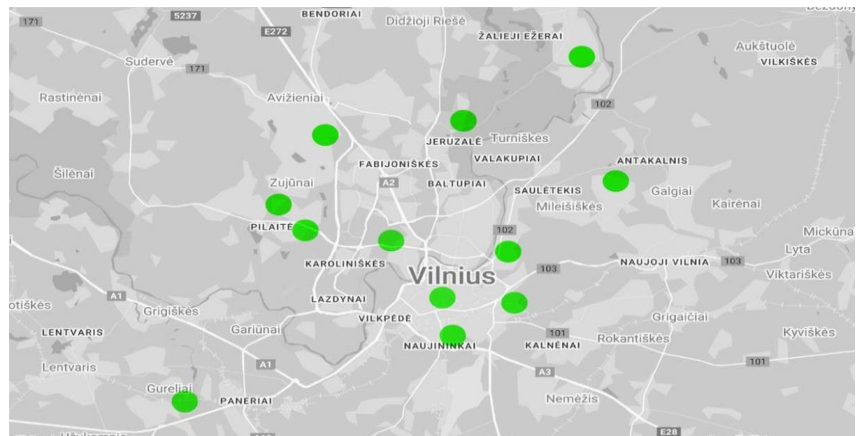 Dežuony
S237
171
BENDORIAI
Didžioji Riešė
E272
ŽALIEJI EŽERAI
Aukštuolė
Sudervė
171
VILKIŠKĖS
Rastinėnai
Avižieniai
102
JERUZALĖ
Turniškės
FABIJONIŠKĖS
VALAKUPIAI
ANTAKALNIS
Šilėnai
Zujūnai
A2
BALTUPIAI
SAULĖTEKIS
Galgiai
Mileišiškės
Kairėnai
PILAITĖ
102
Mickūna
Lyta
KAROLINIŠKĖS
Vilnius
103
NAUJOJI VILNIA
103
Viktariškės
A1
LAZDYNAI
otiškės
Grigiškės
VILKPĖDĖ
Grigaičiai
LENTVARIS
Gariūnai
NAUJININKAI
KALNĖNAI
101
Rokantiškės
Kyviškės
Lentvaris
A1
A3
101
Gureliai
PANERIAI
Nemėžis
E28